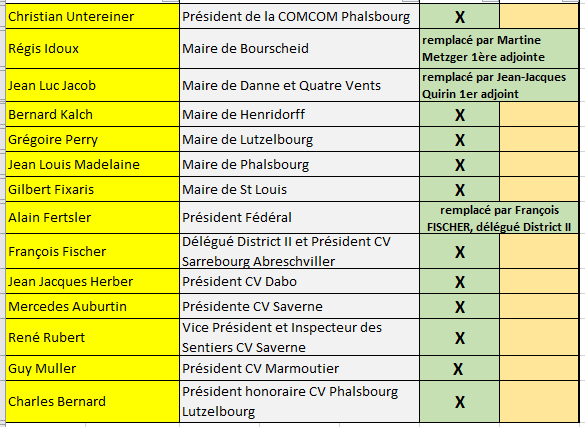 Christian Untereiner Président de la COMCOM Phalsbourg X
Régis Idoux Maire de Bourscheid remplacé par Martine
Metzger 1ère adjointe
Jean Luc Jacob Maire de Danne et Quatre Vents remplacé par Jean-Jacques
Quirin 1er adjoint
Bernard Kalch Maire de Henridorff X
Grégoire Perry Maire de Lutzelbourg X
Jean Louis Madelaine Maire de Phalsbourg X
Gilbert Fixaris Maire de St Louis X
Alain Fertsler Président Fédéral remplacé par François
FISCHER, délégué District II
François Fischer Délégué District II et Président CV
Sarrebourg Abreschviller X
Jean Jacques Herber Président CV Dabo X
Mercedes Auburtin Présidente CV Saverne X
René Rubert Vice Président et Inspecteur des
Sentiers CV Saverne X
Guy Muller Président CV Marmoutier X
Charles Bernard Président honoraire CV Phalsbourg
Lutzelbourg X